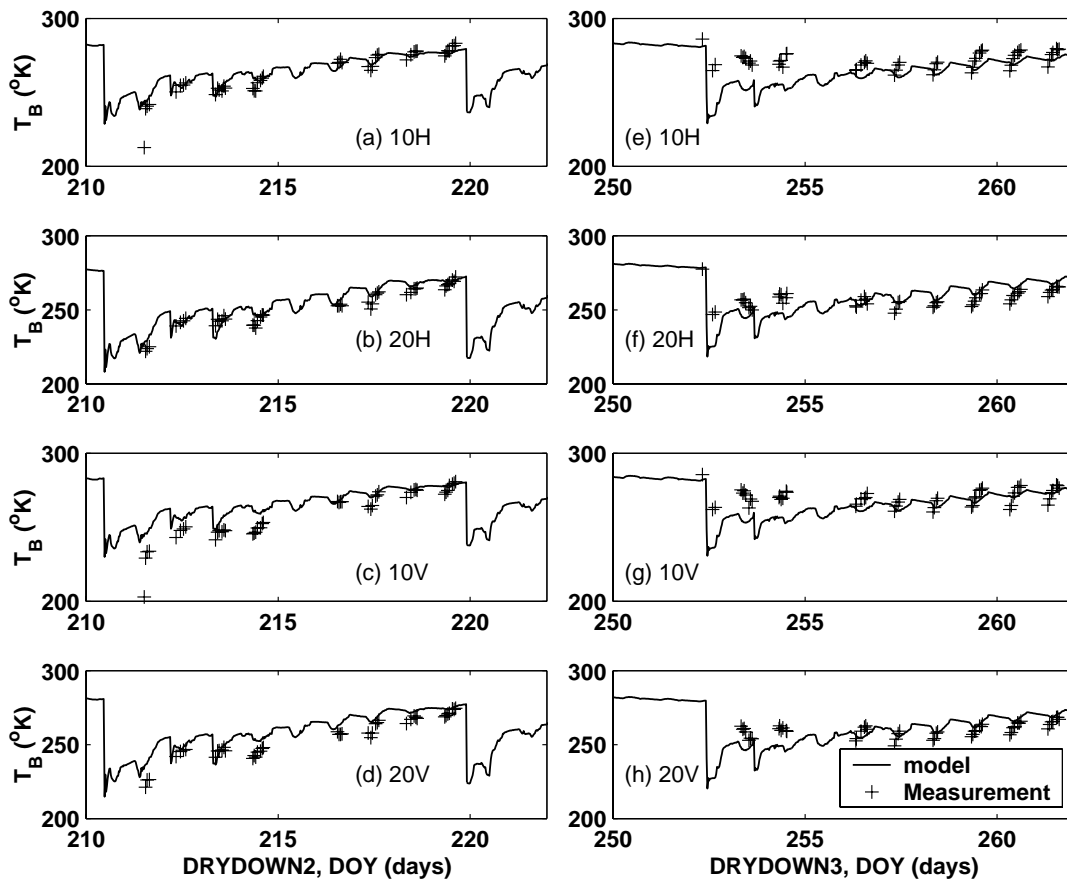 300
200
T_B (°K)
(a) 10H
210
215
220
(e) 10H
200
250
255
260
300
300
250
200
T_B (°K)
(b) 20H
210
215
220
300
250
200
(f) 20H
250
255
260
300
200
T_B (°K)
(c) 10V
210
215
220
300
200
(g) 10V
250
255
260
300
250
200
T_B (°K)
(d) 20V
210
215
220
DRYDOWN2, DOY (days)
300
250
200
(h) 20V
model
Measurement
250
255
260
DRYDOWN3, DOY (days)